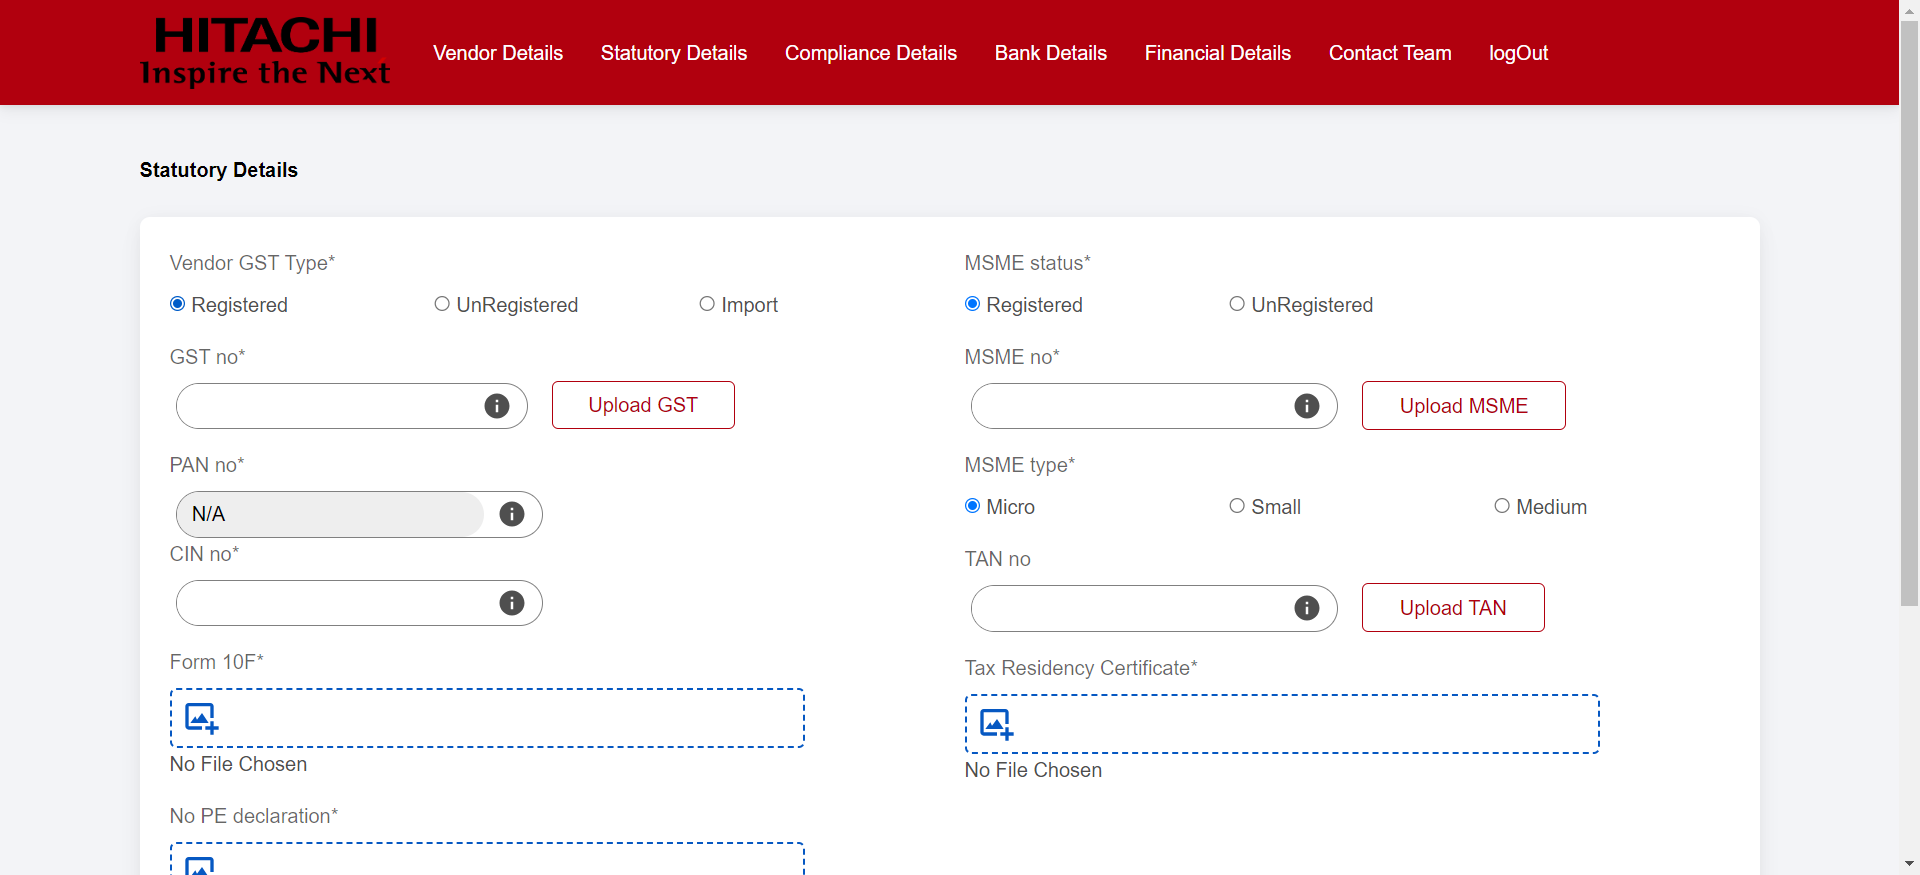 HITACHI
Inspire the Next
Vendor Details
Statutory Details
Compliance Details
Bank Details
Financial Details
Contact Team
logOut
Statutory Details
Vendor GST Type*
Registered
UnRegistered
Import
GST no*
Upload GST
PAN no*
N/A
CIN no*
Form 10F*
No File Chosen
No PE declaration*
MSME status*
Registered
UnRegistered
MSME no*
Upload MSME
MSME type*
Micro
Small
Medium
TAN no
Upload TAN
Tax Residency Certificate*
No File Chosen